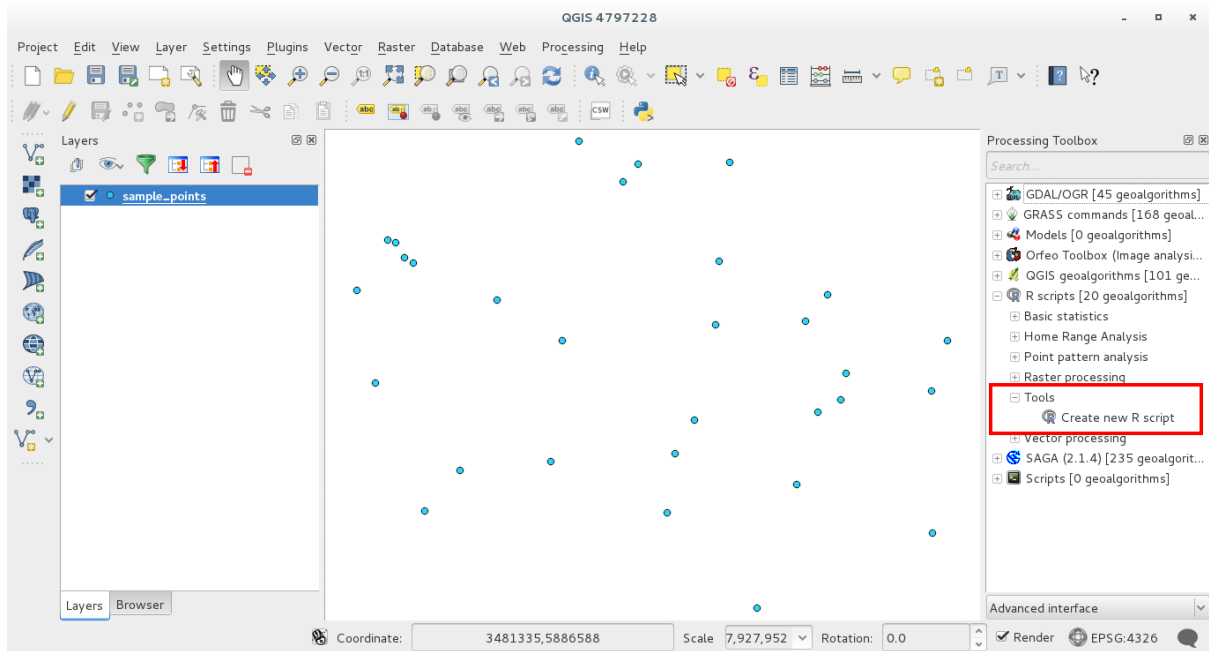 QGIS 4797228
Project Edit View Layer Settings Plugins Vector Raster Database Web Processing Help
abc
CSW
Layers
sample_points
Layers Browser
Processing Toolbox
Search...
GDAL/OGR [45 geoalgorithms]
GRASS commands [168 geoal...
Models [0 geoalgorithms]
Orfeo Toolbox (Image analysi...
QGIS geoalgorithms [101 ge...
R scripts [20 geoalgorithms]
Basic statistics
Home Range Analysis
Point pattern analysis
Raster processing
Tools
Create new R script
Vector processing
SAGA (2.1.4) [235 geoalgorit...
Scripts [0 geoalgorithms]
Advanced interface
Coordinate: 3481335,5886588 Scale 7,927,952 Rotation: 0.0 Render EPSG:4326